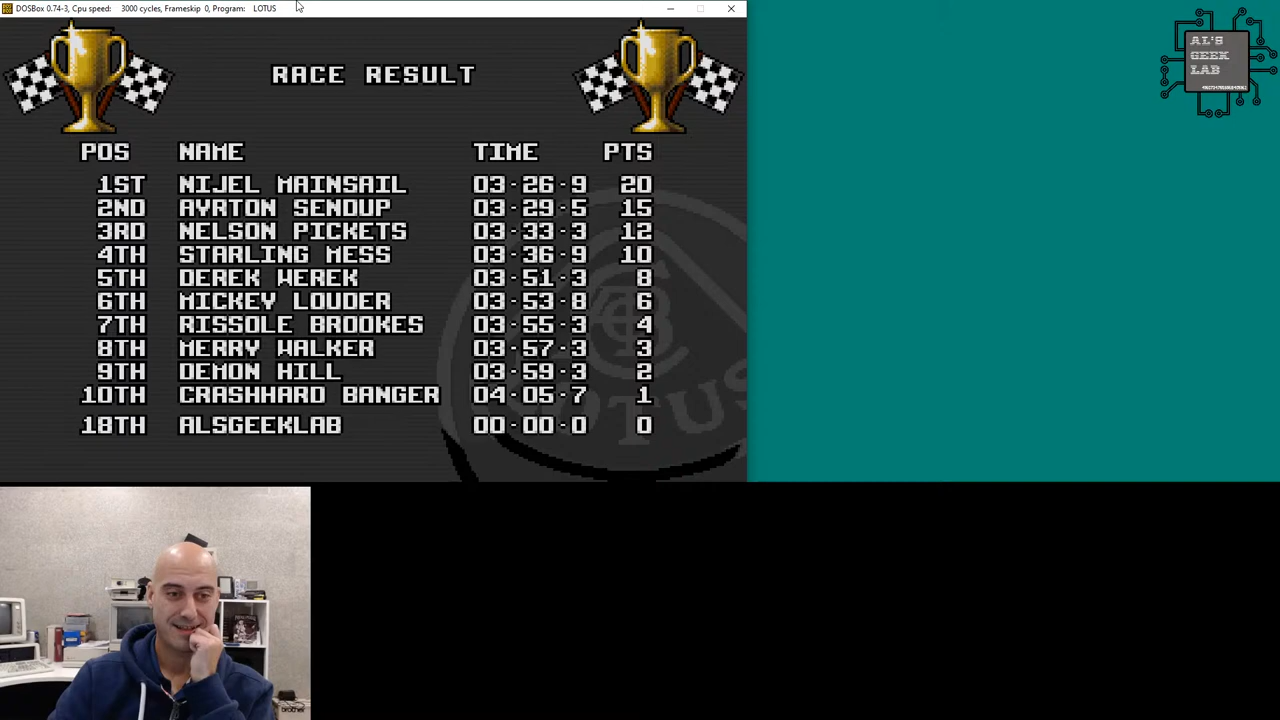 DOSBox 0.74-3, Cpu speed: 3000 cycles, Frameskip 0, Program: LOTUS
AL'S
GEEK
LAB
RACE RESULT
POS NAME TIME PTS
1ST NIJEL MAINSAIL 03-26-9 20
2ND AYRTON SENDUP 03-29-5 15
3RD NELSON PICKETS 03-33-3 12
4TH STARLING MESS 03-36-9 10
5TH DEREK WEREK 03-51-3 8
6TH MICKEY LOUDER 03-53-8 6
7TH RISSOLE BROOKES 03-55-3 4
8TH MERRY WALKER 03-57-3 3
9TH DEMON HILL 03-59-3 2
10TH CRASHHARD BANGER 04-05-7 1
18TH ALSGEEKLAB 00-00-0 0
LOTUS
brother